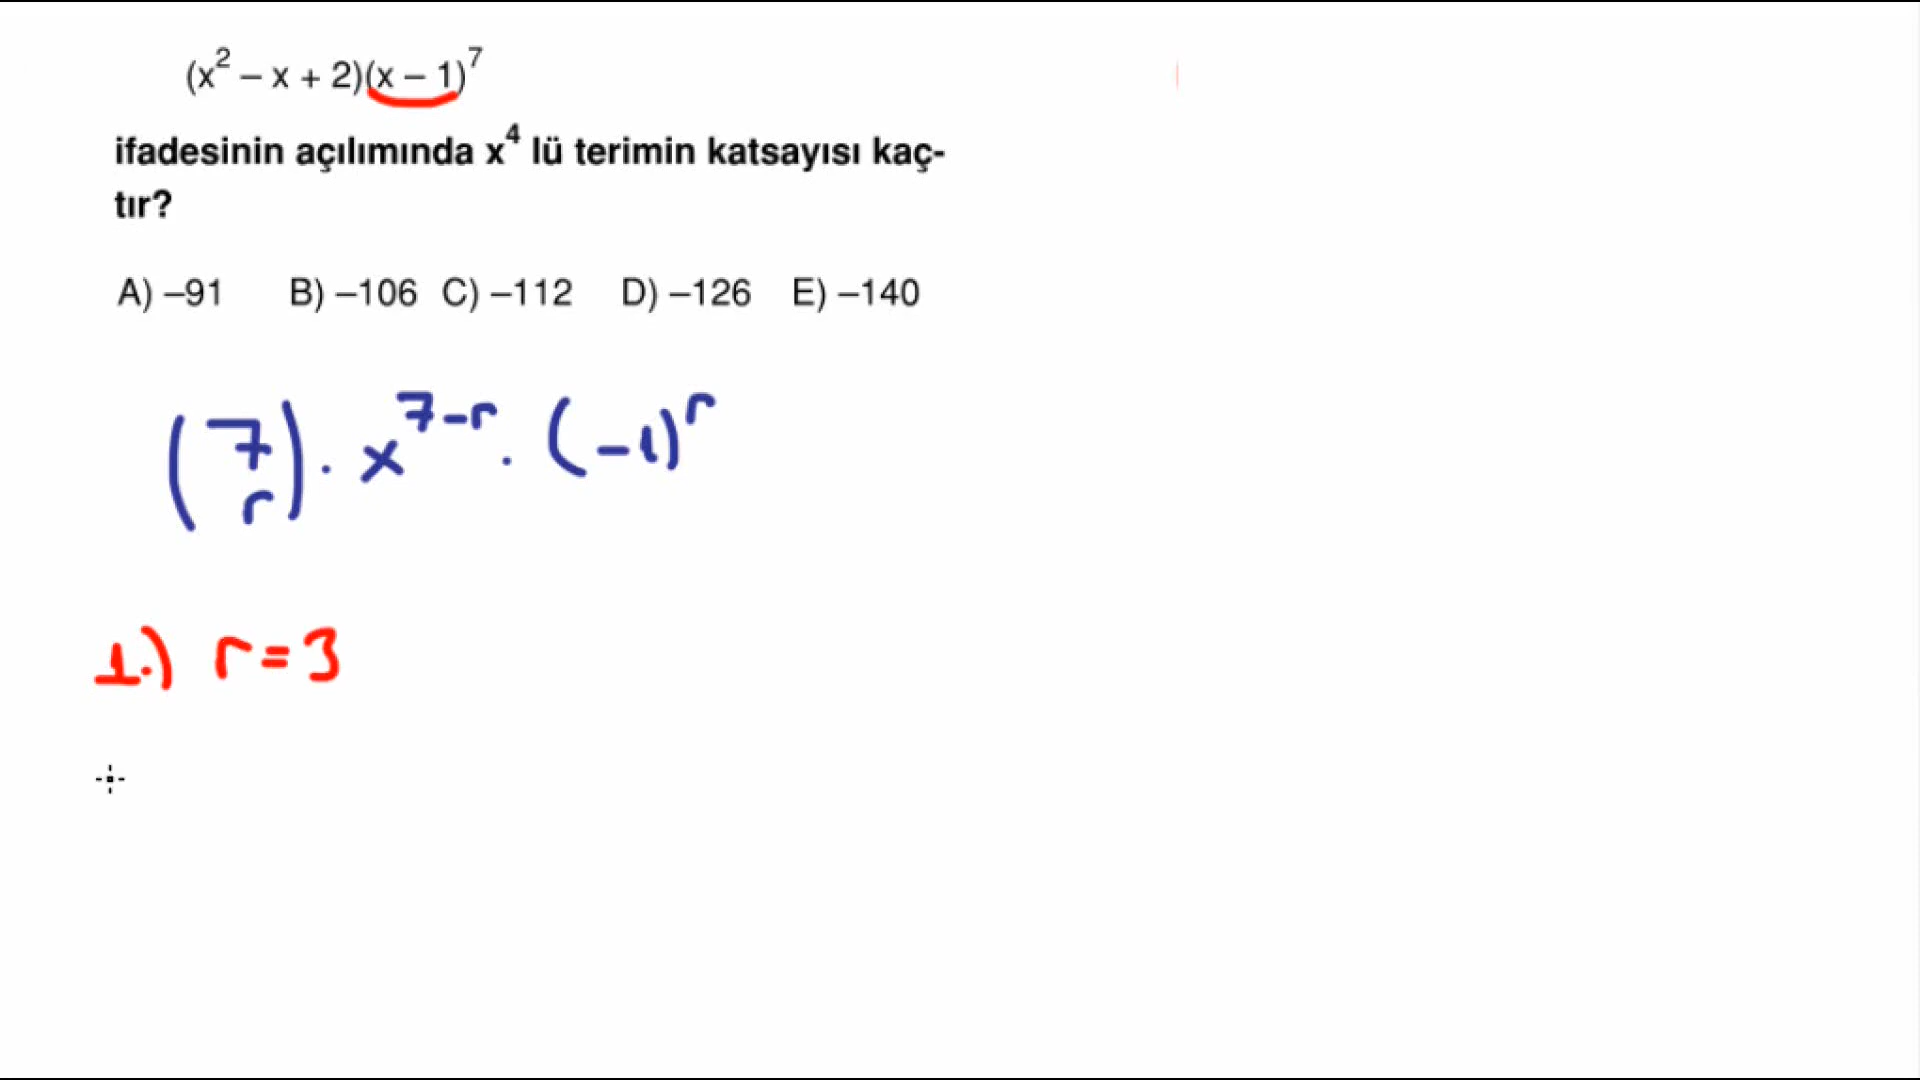 (x² – x + 2)(x – 1)⁷
ifadesinin açılımında x⁴ lü terimin katsayısı kaç-
tır?
A) –91 B) –106 C) –112 D) –126 E) –140
(7 r) . x^(7-r) . (-1)^r
1.) r = 3